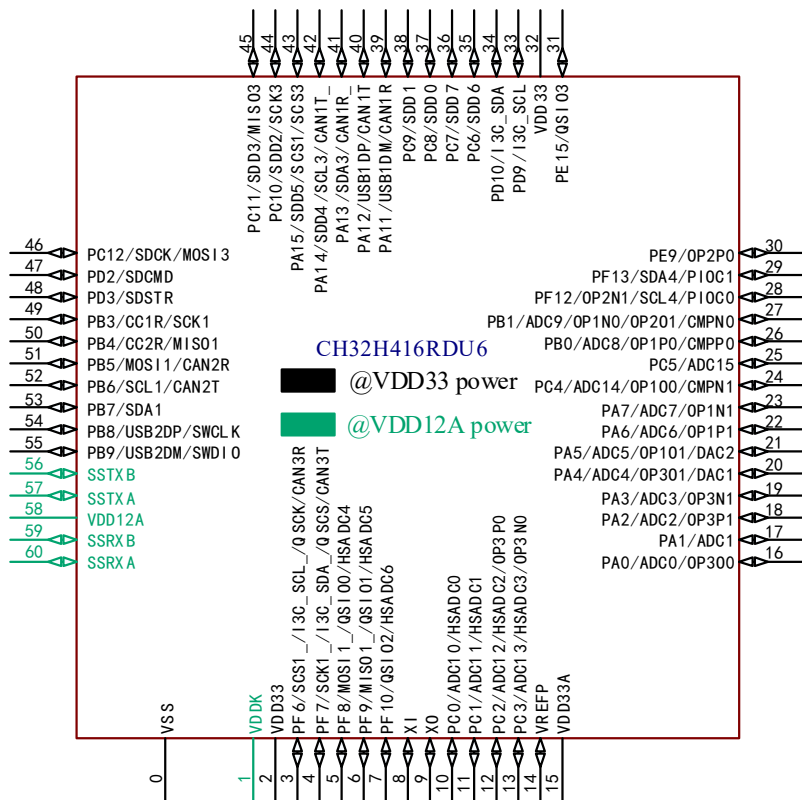 45
44
43
42
41
40
39
38
37
36
35
34
33
32
31
PC11/SDD3/MISO3
PC10/SDD2/SCK3
PA15/SDD5/SCS1/SCS3
PA14/SDD4/SCL3/CAN1T_
PA13/SDA3/CAN1R_
PA12/USB1DP/CAN1T
PA11/USB1DM/CAN1R
PC9/SDD1
PC8/SDD0
PC7/SDD7
PC6/SDD6
PD10/I3C_SDA
PD9/I3C_SCL
VDD33
PE15/QSIO3
46 PC12/SDCK/MOSI3
47 PD2/SDCMD
48 PD3/SDSTR
49 PB3/CC1R/SCK1
50 PB4/CC2R/MISO1
51 PB5/MOSI1/CAN2R
52 PB6/SCL1/CAN2T
53 PB7/SDA1
54 PB8/USB2DP/SWCLK
55 PB9/USB2DM/SWDIO
56 SSTXB
57 SSTXA
58 VDD12A
59 SSRXB
60 SSRXA
CH32H416RDU6
@VDD33 power
@VDD12A power
PE9/OP2P0 30
PF13/SDA4/PIOC1 29
PF12/OP2N1/SCL4/PIOC0 28
PB1/ADC9/OP1N0/OP2O1/CMPN0 27
PB0/ADC8/OP1P0/CMPP0 26
PC5/ADC15 25
PC4/ADC14/OP1O0/CMPN1 24
PA7/ADC7/OP1N1 23
PA6/ADC6/OP1P1 22
PA5/ADC5/OP1O1/DAC2 21
PA4/ADC4/OP3O1/DAC1 20
PA3/ADC3/OP3N1 19
PA2/ADC2/OP3P1 18
PA1/ADC1 17
PA0/ADC0/OP3O0 16
VSS
VDDK
VDD33
PF6/SCS1_/I3C_SCL_/QSCK/CAN3R
PF7/SCK1_/I3C_SDA_/QSCS/CAN3T
PF8/MOSI1_/QSIO0/HSADC4
PF9/MISO1_/QSIO1/HSADC5
PF10/QSIO2/HSADC6
XI
XO
PC0/ADC10/HSADC0
PC1/ADC11/HSADC1
PC2/ADC12/HSADC2/OP3P0
PC3/ADC13/HSADC3/OP3N0
VREFP
VDD33A
0
1
2
3
4
5
6
7
8
9
10
11
12
13
14
15